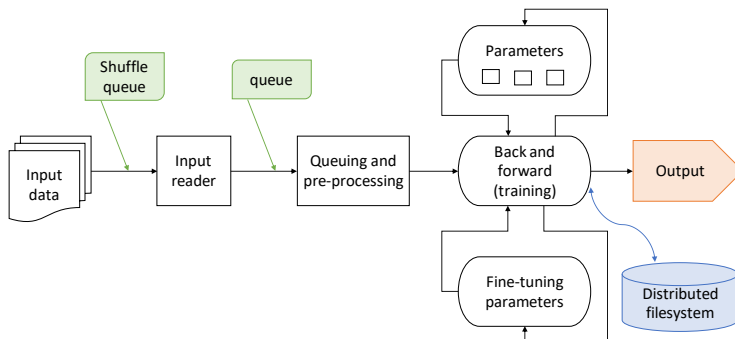 Shuffle
queue
queue
Parameters
Input
data
Input
reader
Queuing and
pre-processing
Back and
forward
(training)
Output
Fine-tuning
parameters
Distributed
filesystem